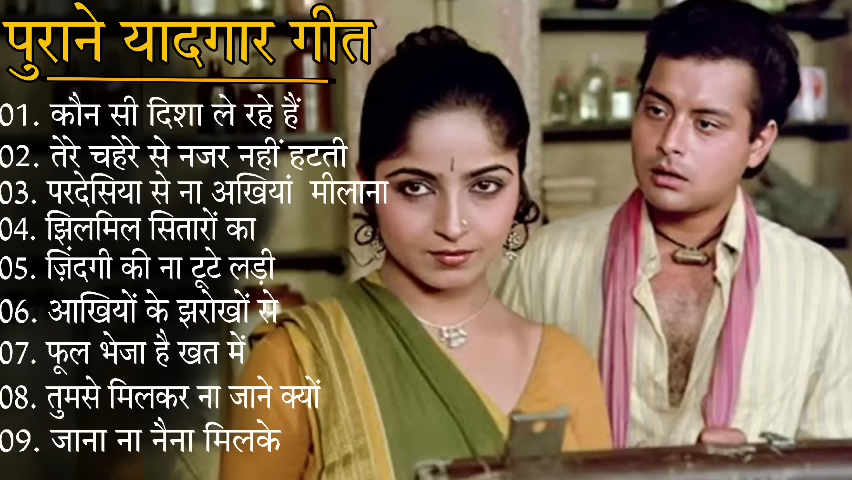 पुराने यादगार गीत
01. कौन सी दिशा ले रहे हैं
02. तेरे चहेरे से नजर नहीं हटती
03. परदेसिया से ना अखियां मीलाना
04. झिलमिल सितारों का
05. ज़िंदगी की ना टूटे लड़ी
06. आखियों के झरोखों से
07. फूल भेजा है खत में
08. तुमसे मिलकर ना जाने क्यों
09. जाना ना नैना मिलके